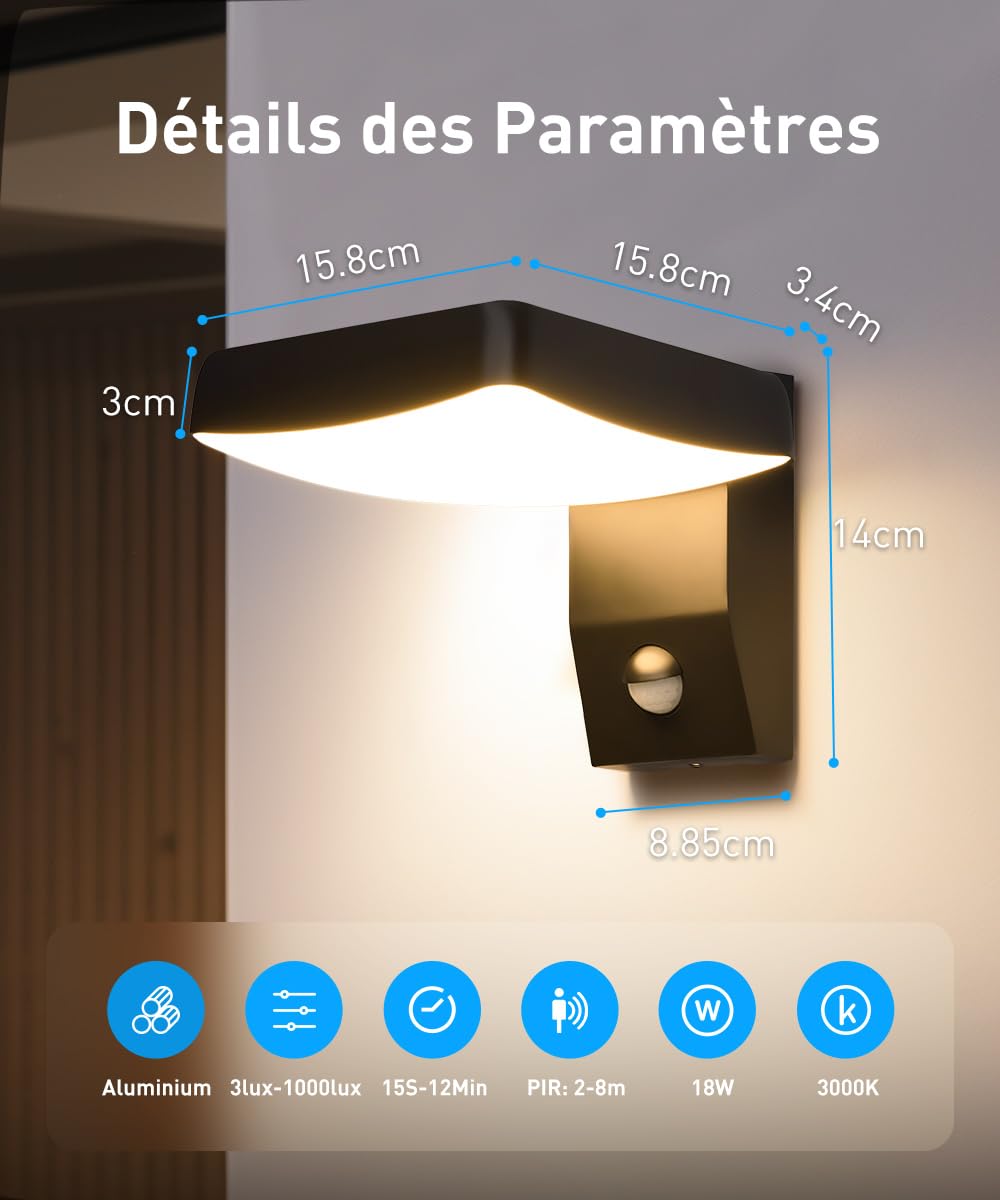 Détails des Paramètres
15.8cm
15.8cm
3.4cm
3cm
14cm
8.85cm
W
k
Aluminium
3lux-1000lux
15S-12Min
PIR: 2-8m
18W
3000K